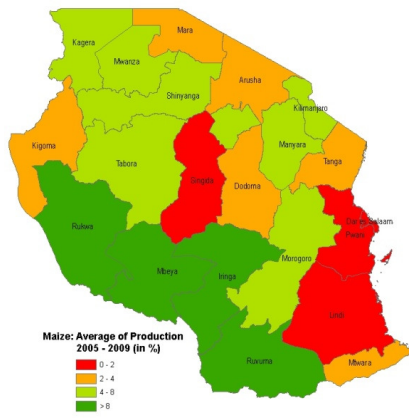 Kagera
Mara
Mwanza
Arusha
Shinyanga
Kilimanjaro
Kigoma
Manyara
Tabora
Tanga
Singida
Dodoma
Dar es Salaam
Rukwa
Pwani
Mbeya
Iringa
Morogoro
Lindi
Ruvuma
Mtwara
Maize: Average of Production
2005 - 2009 (in %)
0 - 2
2 - 4
4 - 8
>8